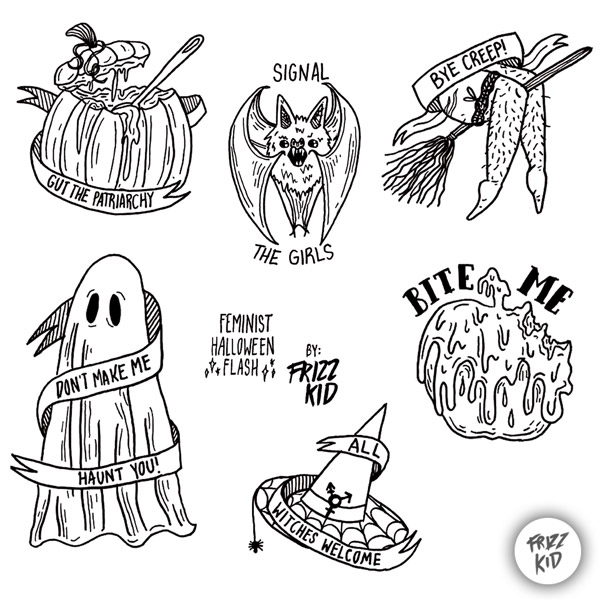 GUT THE PATRIARCHY
SIGNAL
THE GIRLS
BYE CREEP!
DON'T MAKE ME
HAUNT YOU!
FEMINIST
HALLOWEEN
FLASH
BY:
FRIZZ
KID
BITE ME
ALL
WITCHES WELCOME
FRIZZ
KID